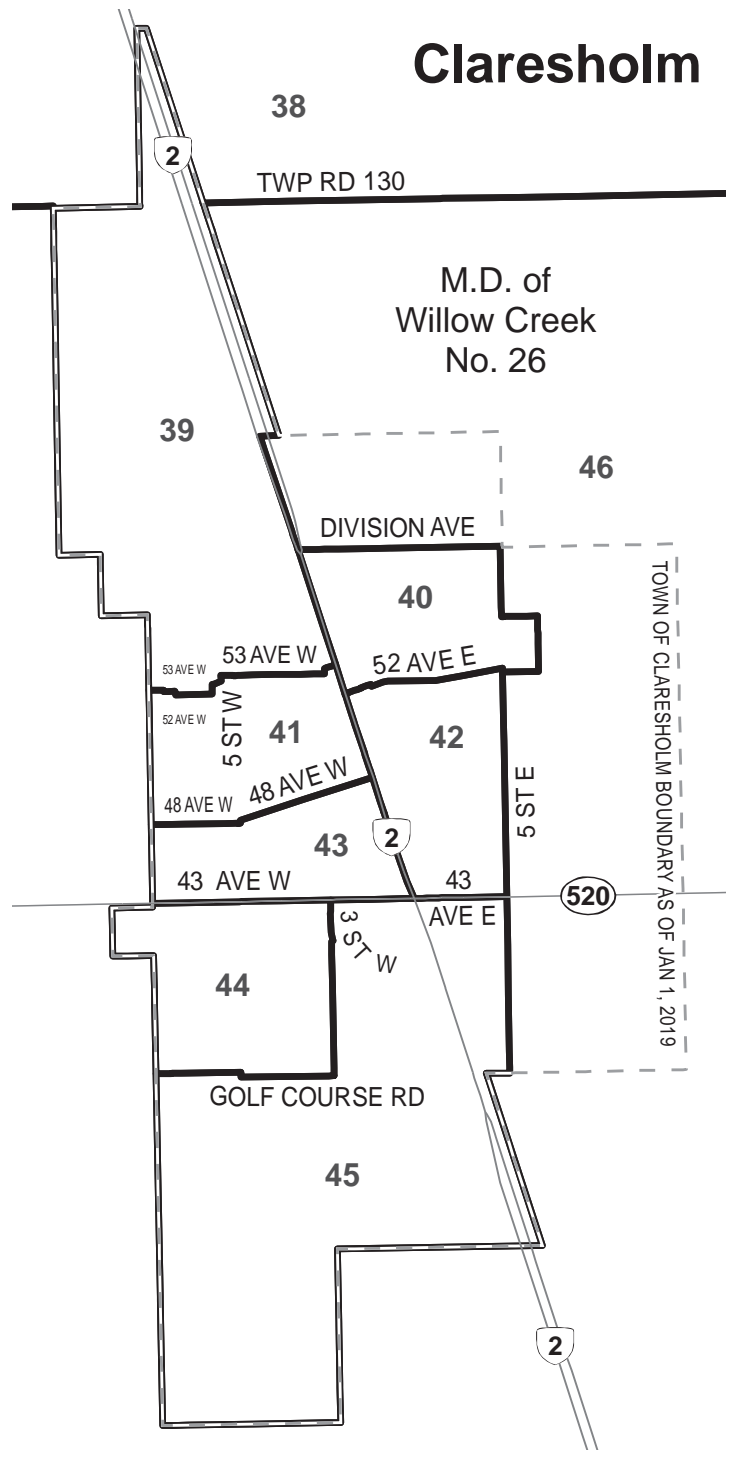 Claresholm
38
2
TWP RD 130
M.D. of
Willow Creek
No. 26
39
46
DIVISION AVE
40
TOWN OF CLARESHOLM BOUNDARY AS OF JAN 1, 2019
53 AVE W
53 AVE W
52 AVE E
52 AVE W
5 ST W
41
42
48 AVE W
48 AVE W
5 ST E
2
43
43 AVE W
43
AVE E
520
3 ST W
44
GOLF COURSE RD
45
2